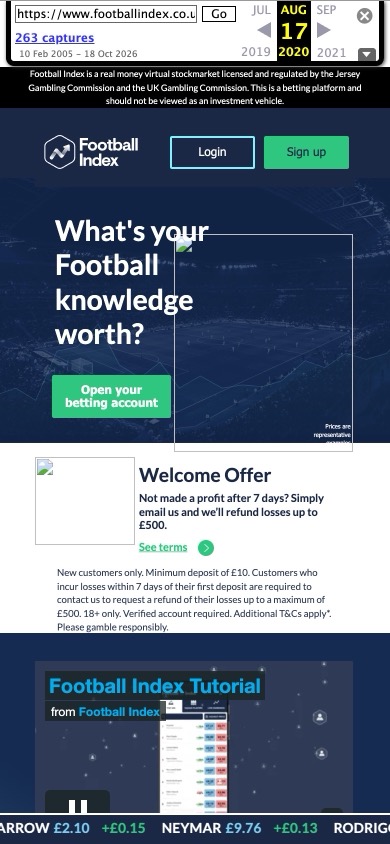 https://www.footballindex.co.u
Go
JUL AUG SEP
17
2019 2020 2021
263 captures
10 Feb 2005 – 18 Oct 2026
Football Index is a real money virtual stockmarket licensed and regulated by the Jersey
Gambling Commission and the UK Gambling Commission. This is a betting platform and
should not be viewed as an investment vehicle.
Football
Index
Login
Sign up
What's your
Football
knowledge
worth?
Open your
betting account
Prices are
representative
examples
Welcome Offer
Not made a profit after 7 days? Simply
email us and we'll refund losses up to
£500.
See terms
New customers only. Minimum deposit of £10. Customers who
incur losses within 7 days of their first deposit are required to
contact us to request a refund of their losses up to a maximum of
£500. 18+ only. Verified account required. Additional T&Cs apply*.
Please gamble responsibly.
Football Index Tutorial
from Football Index
ARROW £2.10 +£0.15 NEYMAR £9.76 +£0.13 RODRIG